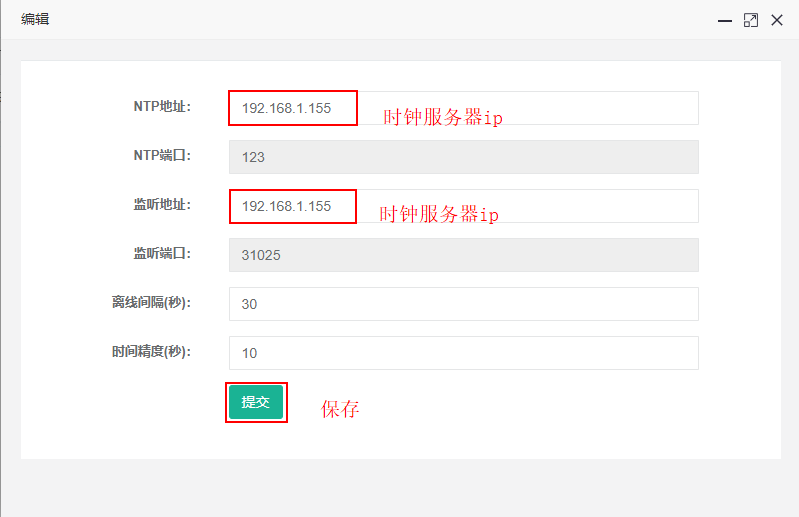 编辑
NTP地址: 192.168.1.155 时钟服务器ip
NTP端口: 123
监听地址: 192.168.1.155 时钟服务器ip
监听端口: 31025
离线间隔(秒): 30
时间精度(秒): 10
提交 保存